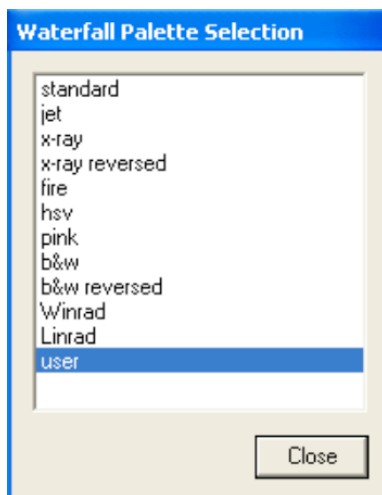 Waterfall Palette Selection
standard
jet
x-ray
x-ray reversed
fire
hsv
pink
b&w
b&w reversed
Winrad
Linrad
user
Close